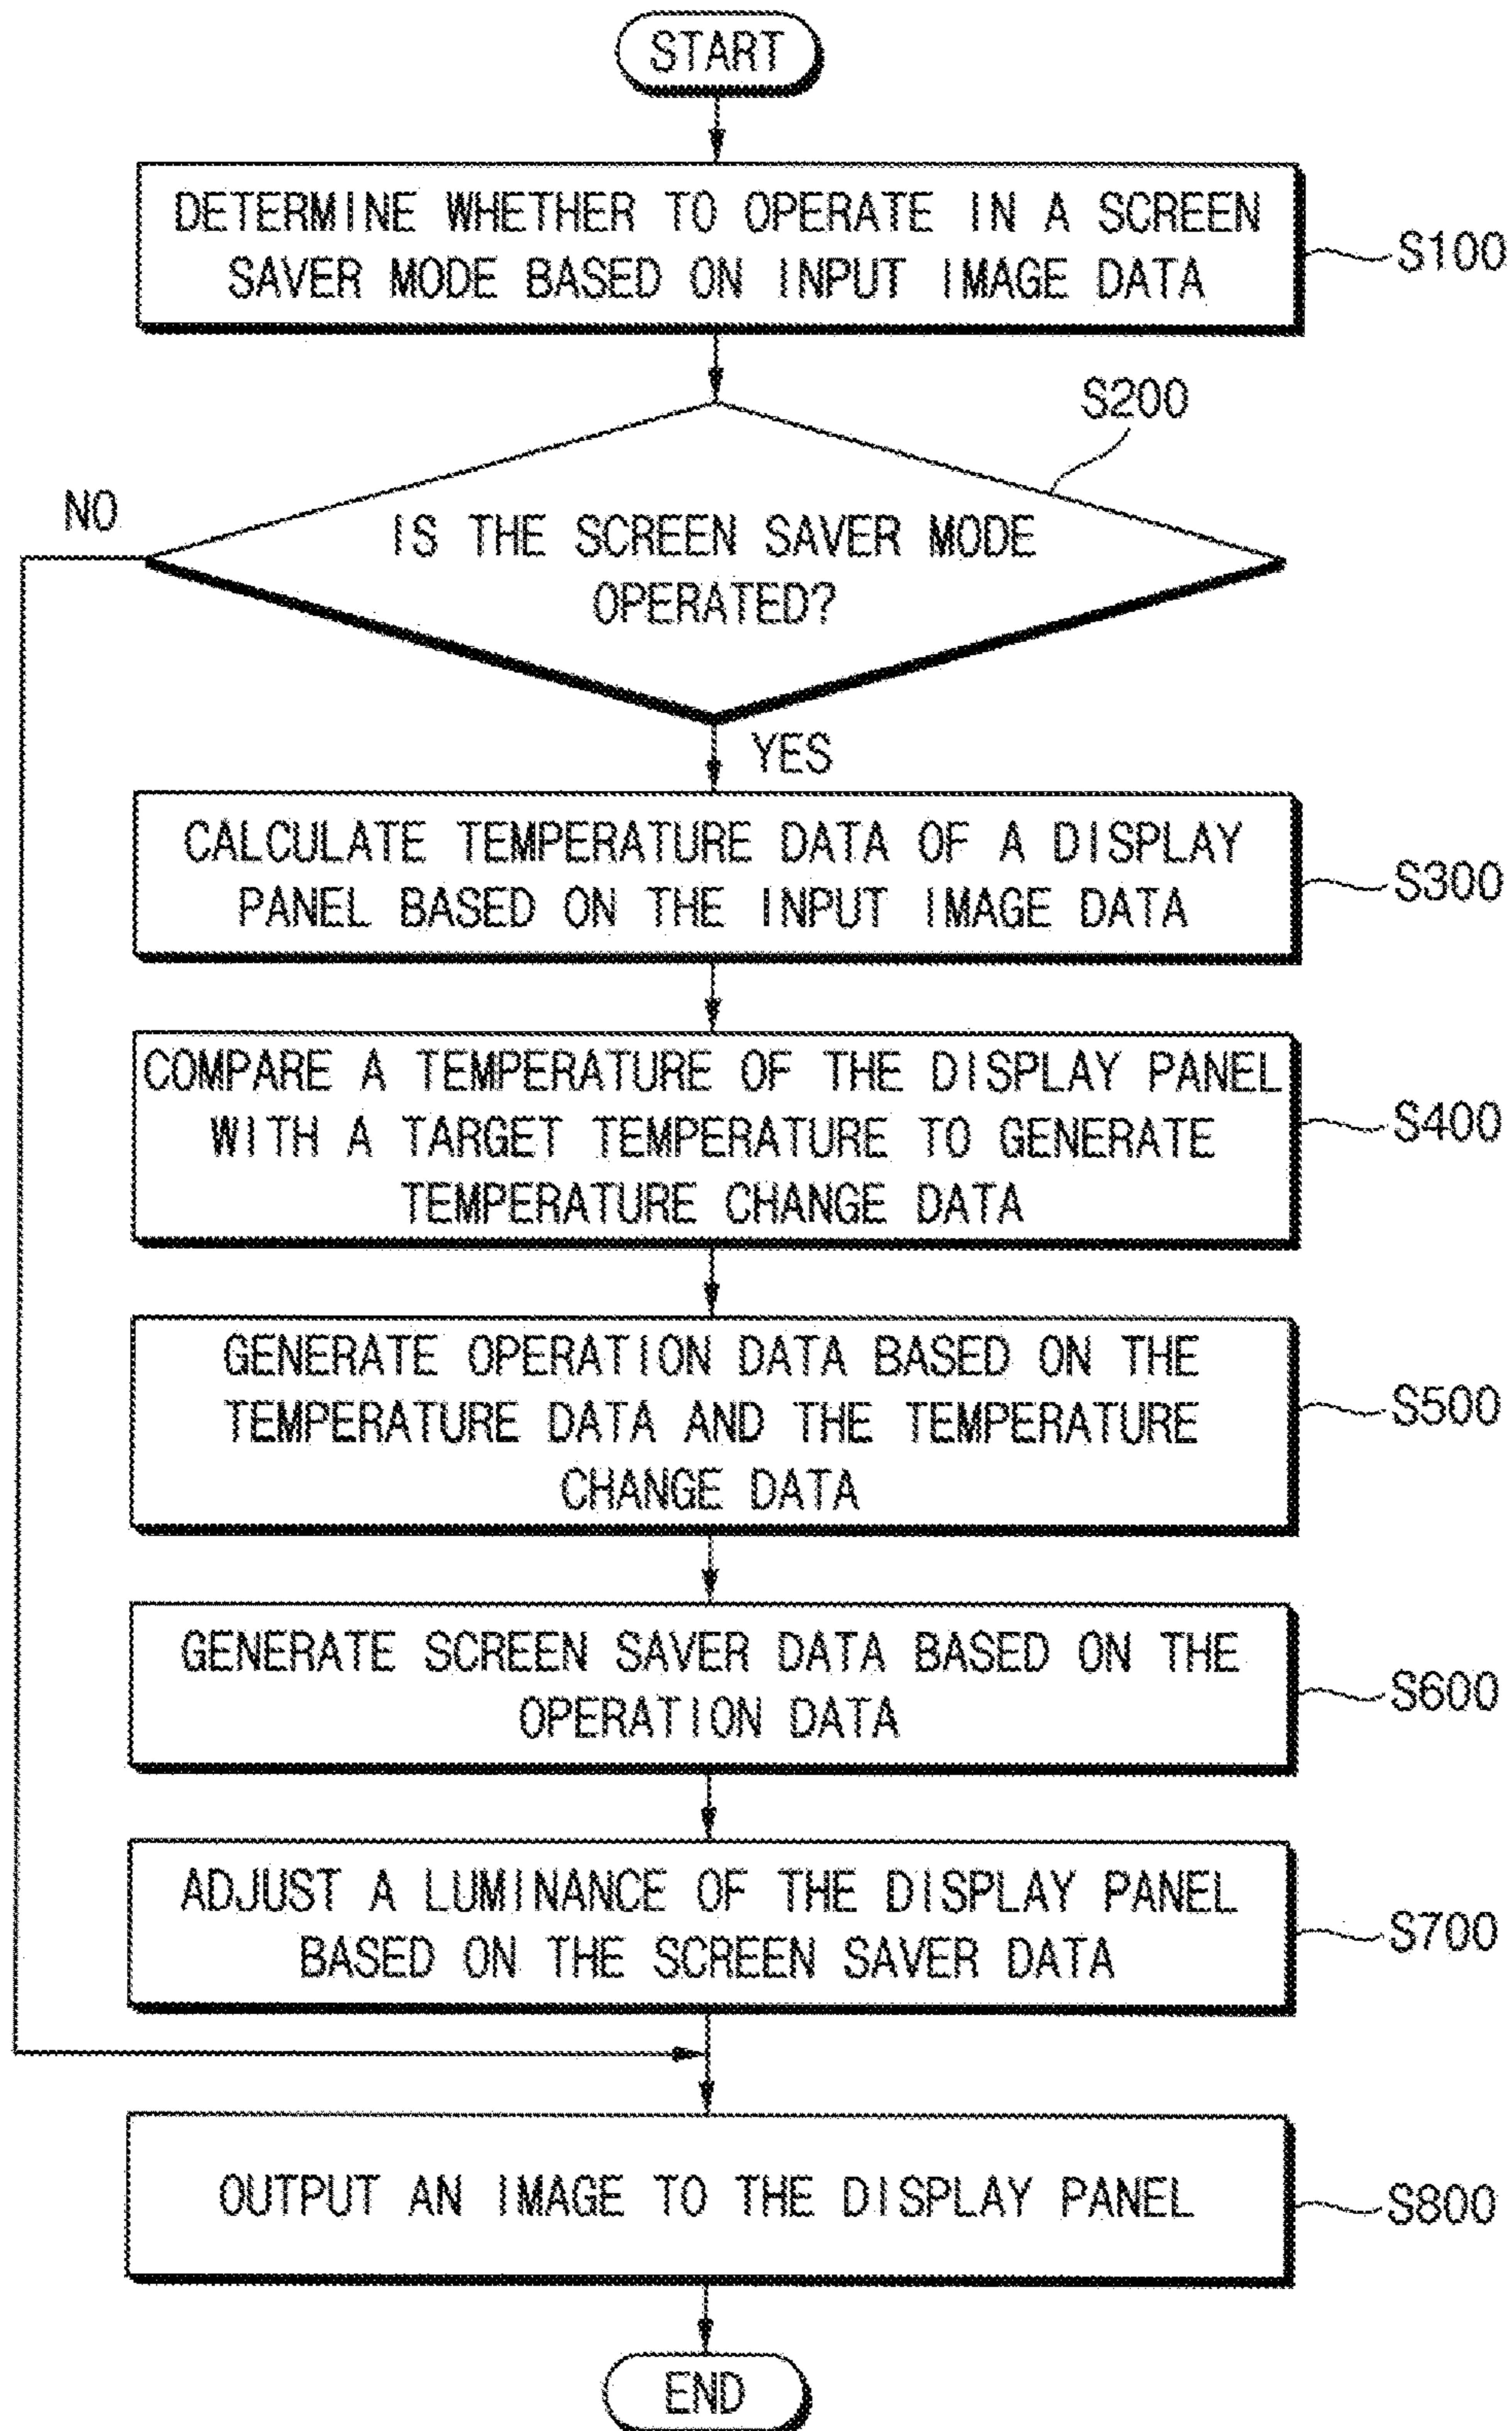 START
DETERMINE WHETHER TO OPERATE IN A SCREEN
SAVER MODE BASED ON INPUT IMAGE DATA
S100
S200
NO
IS THE SCREEN SAVER MODE
OPERATED?
YES
CALCULATE TEMPERATURE DATA OF A DISPLAY
PANEL BASED ON THE INPUT IMAGE DATA
S300
COMPARE A TEMPERATURE OF THE DISPLAY PANEL
WITH A TARGET TEMPERATURE TO GENERATE
TEMPERATURE CHANGE DATA
S400
GENERATE OPERATION DATA BASED ON THE
TEMPERATURE DATA AND THE TEMPERATURE
CHANGE DATA
S500
GENERATE SCREEN SAVER DATA BASED ON THE
OPERATION DATA
S600
ADJUST A LUMINANCE OF THE DISPLAY PANEL
BASED ON THE SCREEN SAVER DATA
S700
OUTPUT AN IMAGE TO THE DISPLAY PANEL
S800
END